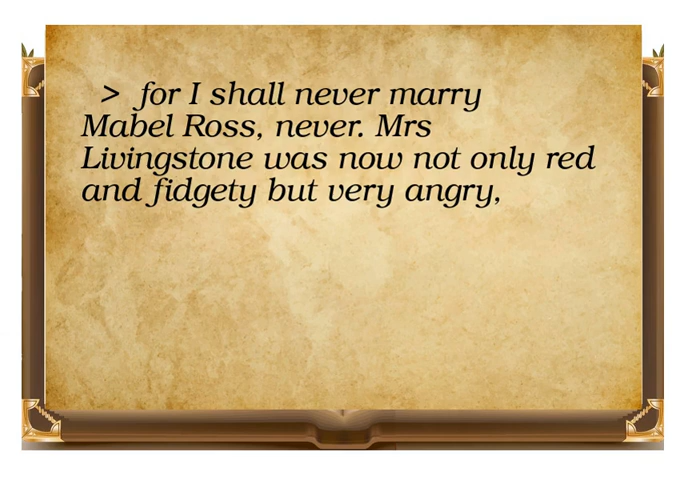 > for I shall never marry
Mabel Ross, never. Mrs
Livingstone was now not only red
and fidgety but very angry,